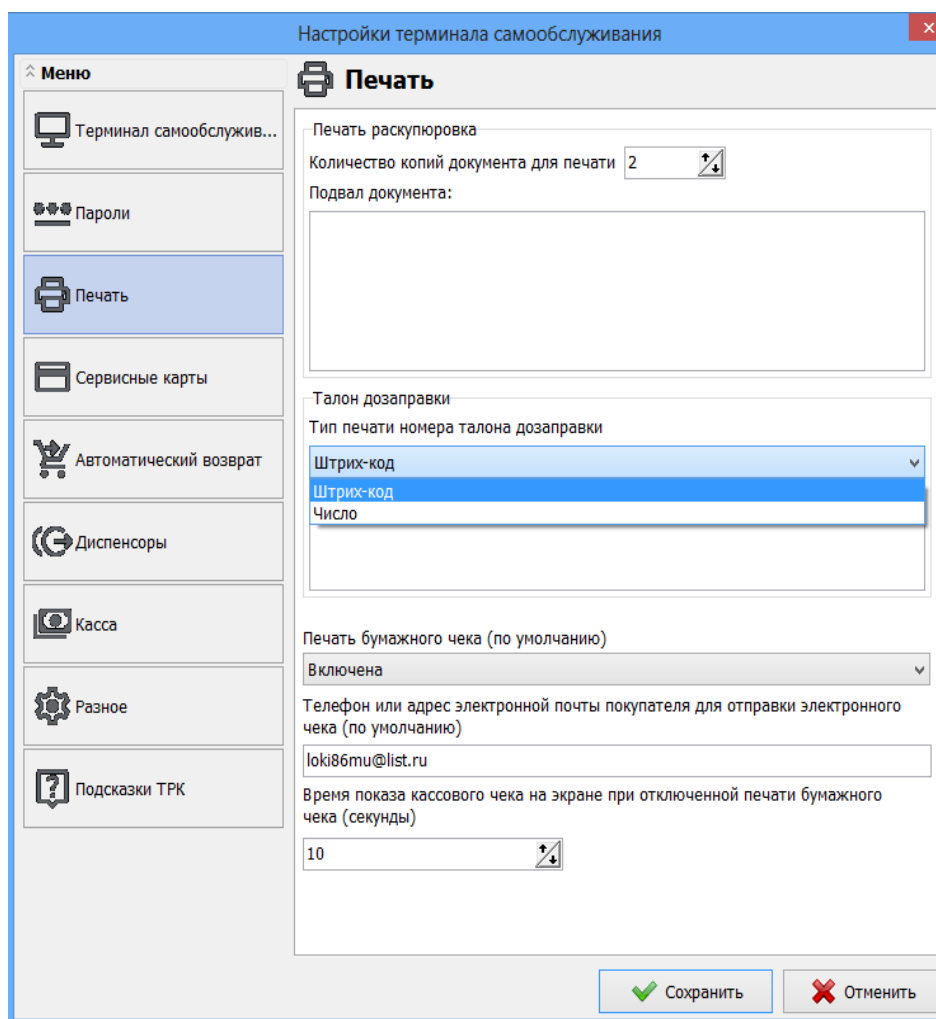 Настройки терминала самообслуживания
Меню
Терминал самообслужив...
Пароли
Печать
Сервисные карты
Автоматический возврат
Диспенсоры
Касса
Разное
Подсказки ТРК
Печать
Печать раскупюровка
Количество копий документа для печати 2
Подвал документа:
Талон дозаправки
Тип печати номера талона дозаправки
Штрих-код
Штрих-код
Число
Печать бумажного чека (по умолчанию)
Включена
Телефон или адрес электронной почты покупателя для отправки электронного
чека (по умолчанию)
loki86mu@list.ru
Время показа кассового чека на экране при отключенной печати бумажного
чека (секунды)
10
Сохранить
Отменить